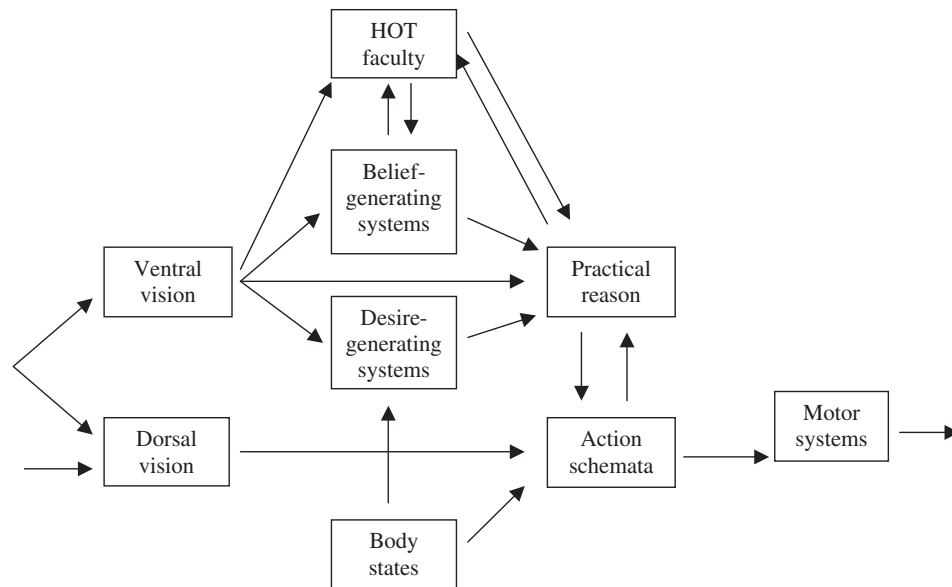 HOT
faculty
Belief-
generating
systems
Ventral
vision
Practical
reason
Desire-
generating
systems
Dorsal
vision
Action
schemata
Motor
systems
Body
states